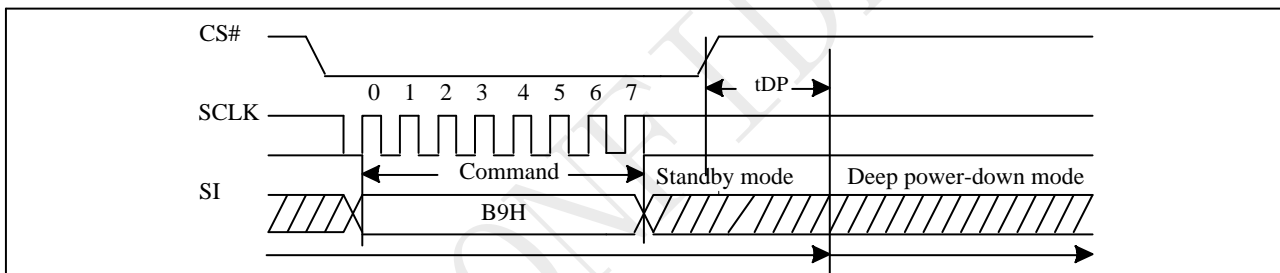 CS#
tDP
0 1 2 3 4 5 6 7
SCLK
Command
Standby mode
Deep power-down mode
SI
B9H